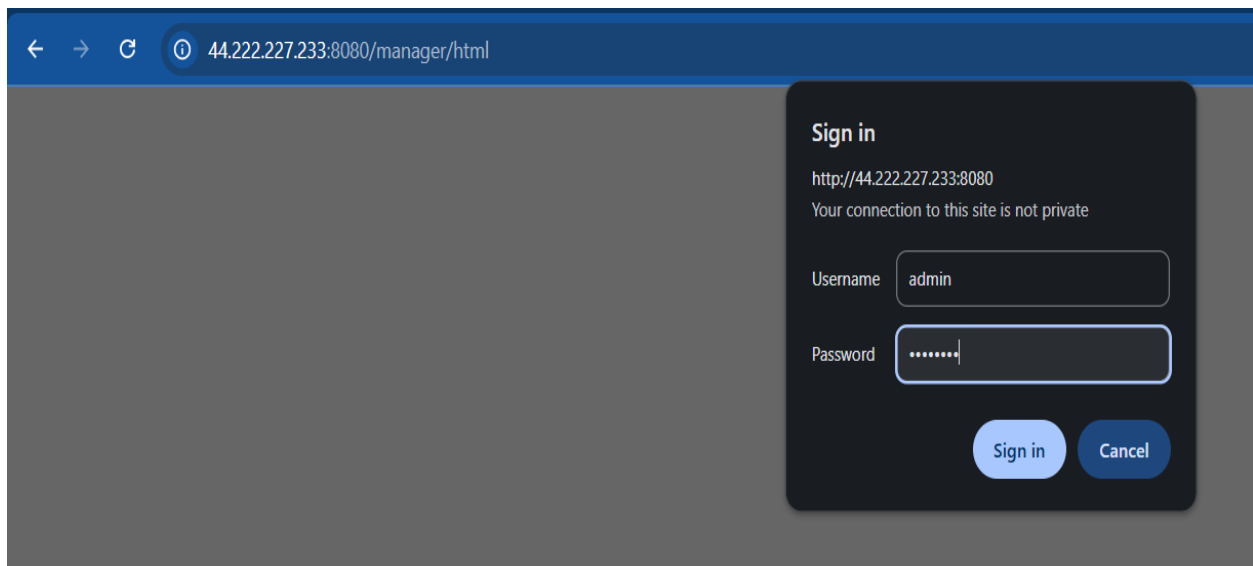 44.222.227.233:8080/manager/html
Sign in
http://44.222.227.233:8080
Your connection to this site is not private
Username admin
Password ••••••••
Sign in Cancel